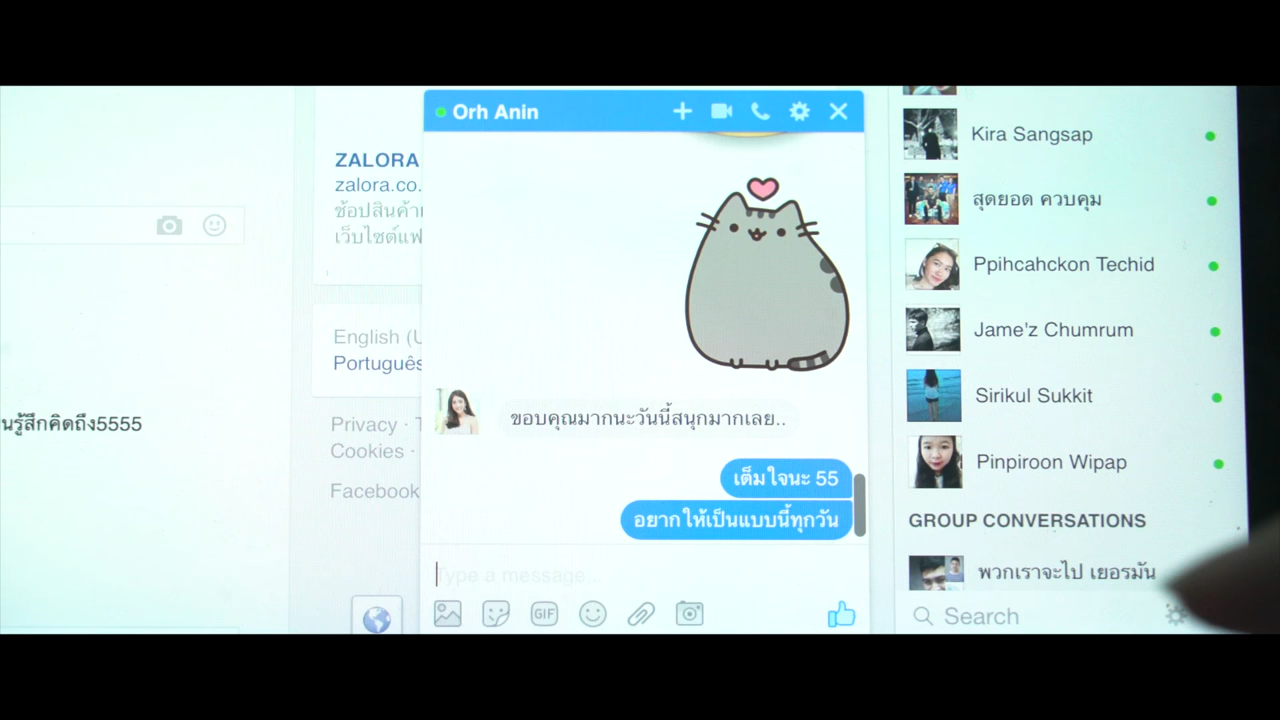 นรู้สึกคิดถึง5555
ZALORA
zalora.co.
ช้อปสินค้า
เว็บไซต์แฟ
English (U
Português
Privacy · T
Cookies ·
Facebook
Orh Anin
ขอบคุณมากนะวันนี้สนุกมากเลย..
เต็มใจนะ 55
อยากให้เป็นแบบนี้ทุกวัน
Type a message...
GIF
Kira Sangsap
สุดยอด ควบคุม
Ppihcahckon Techid
Jame'z Chumrum
Sirikul Sukkit
Pinpiroon Wipap
GROUP CONVERSATIONS
พวกเราจะไป เยอรมัน
Search